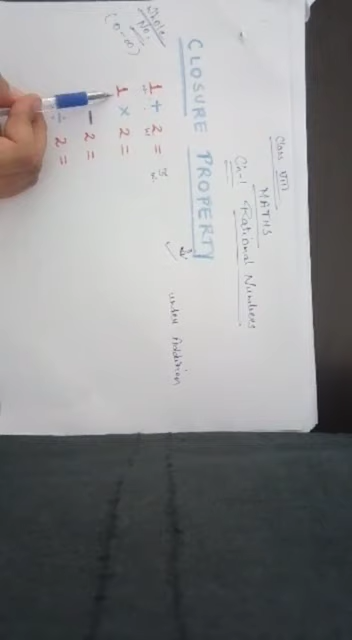 Class VIII
MATHS
Ch-1 Rational Numbers
CLOSURE PROPERTY
Whole No.
(0-∞)
1 + 2 = 3 ✓ under Addition
W W W
1 × 2 =
- 2 =
÷ 2 =